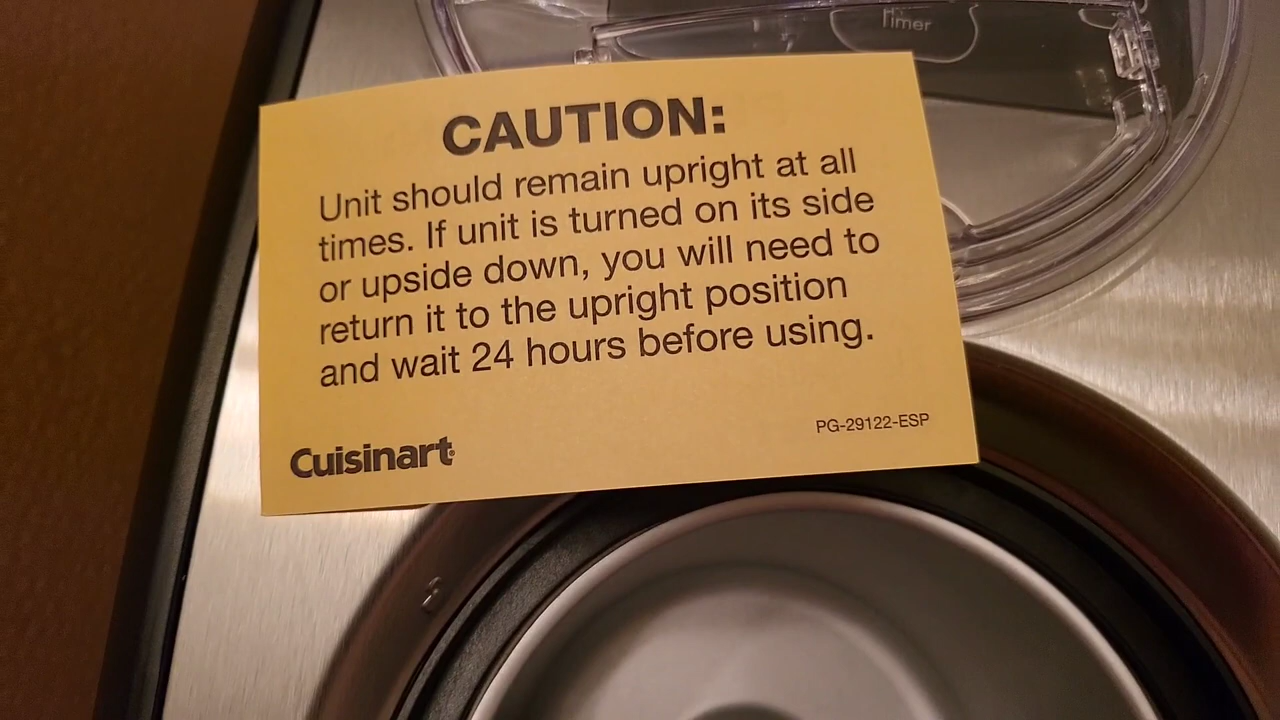 Timer
CAUTION:
Unit should remain upright at all
times. If unit is turned on its side
or upside down, you will need to
return it to the upright position
and wait 24 hours before using.
PG-29122-ESP
Cuisinart